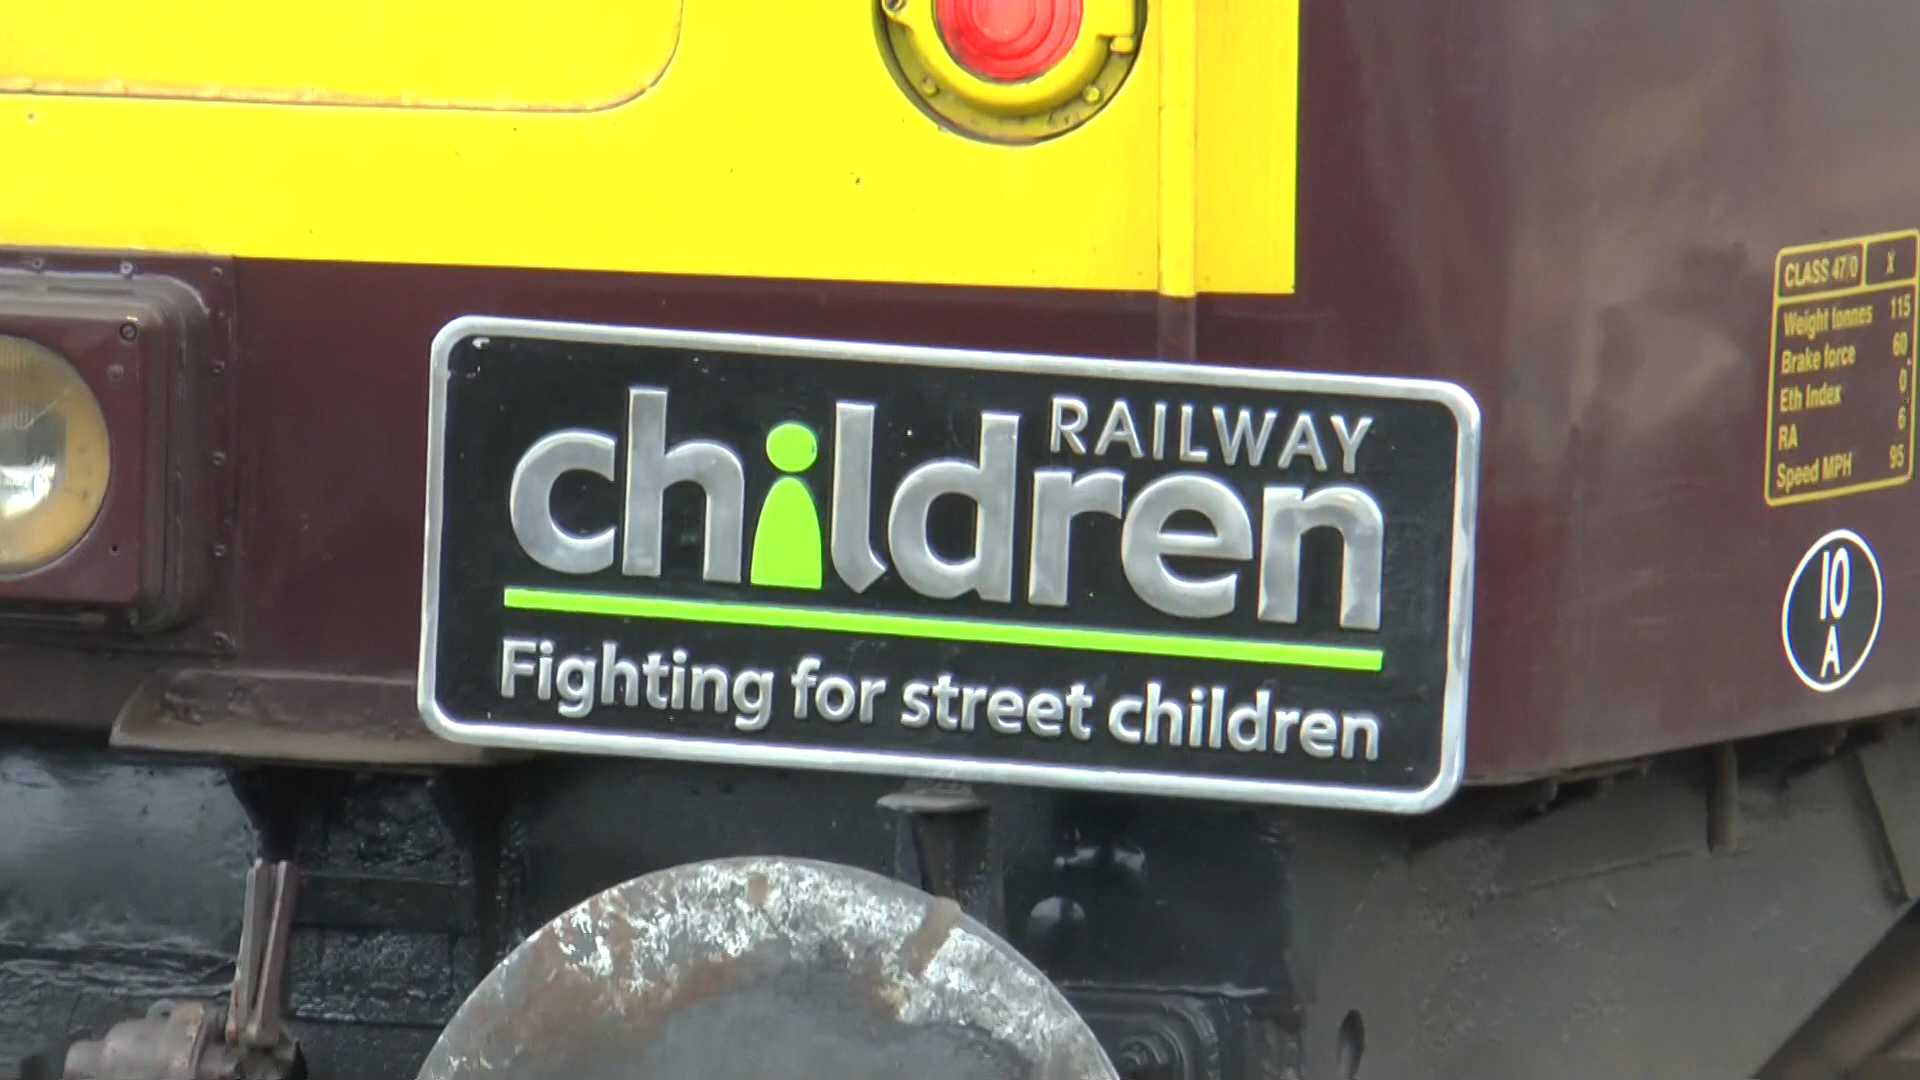 RAILWAY
children
Fighting for street children
CLASS 47/0 X
Weight tonnes 115
Brake force 60
Eth Index 0
RA 6
Speed MPH 95
10
A